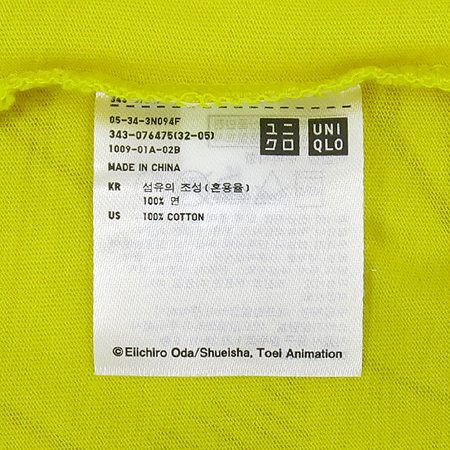 05-34-3N094F
343-076475(32-05)
1009-01A-02B
ユニ
クロ
UNI
QLO
MADE IN CHINA
KR 섬유의 조성(혼용율)
100% 면
US 100% COTTON
©Eiichiro Oda/Shueisha, Toei Animation